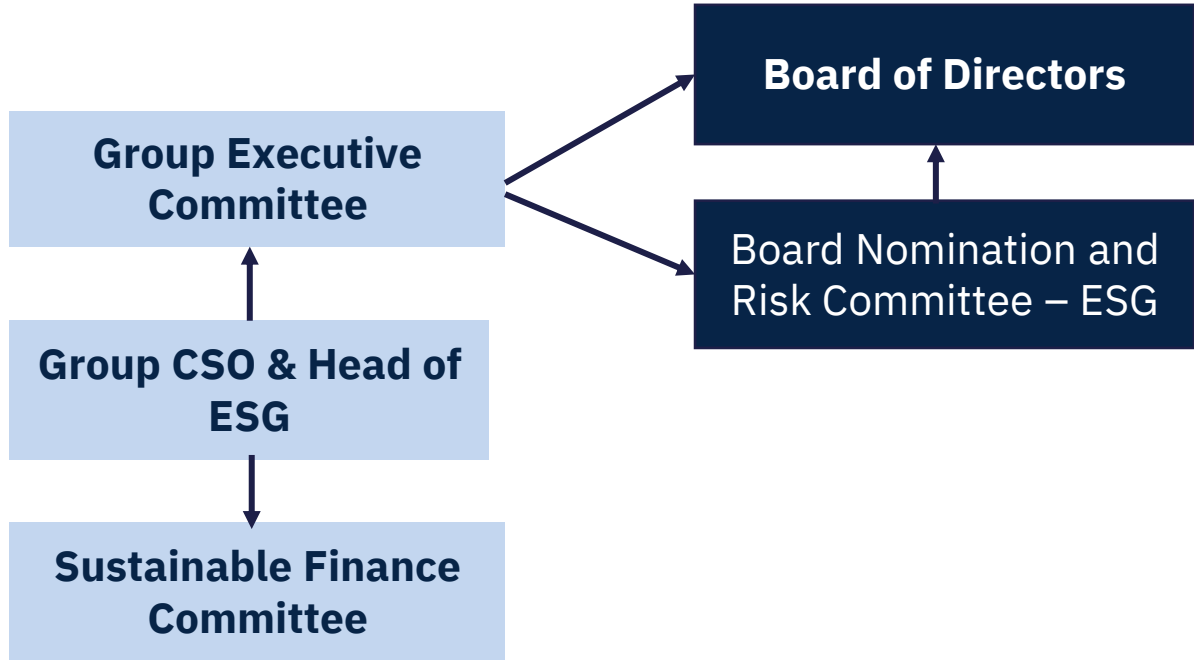 Board of Directors
Group Executive
Committee
Board Nomination and
Risk Committee – ESG
Group CSO & Head of
ESG
Sustainable Finance
Committee